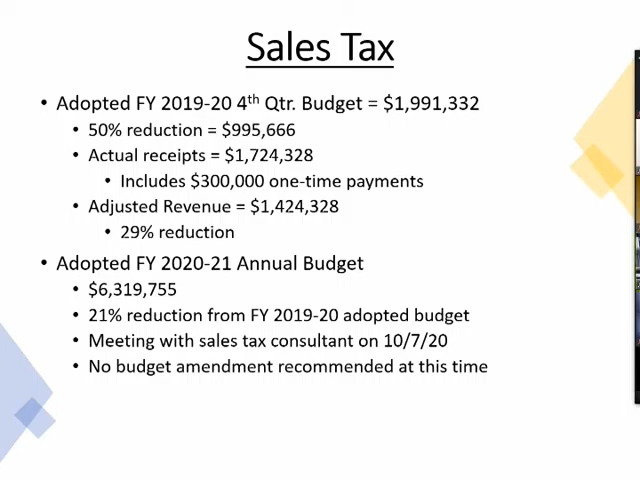 Sales Tax
• Adopted FY 2019-20 4th Qtr. Budget = $1,991,332
• 50% reduction = $995,666
• Actual receipts = $1,724,328
• Includes $300,000 one-time payments
• Adjusted Revenue = $1,424,328
• 29% reduction
• Adopted FY 2020-21 Annual Budget
• $6,319,755
• 21% reduction from FY 2019-20 adopted budget
• Meeting with sales tax consultant on 10/7/20
• No budget amendment recommended at this time